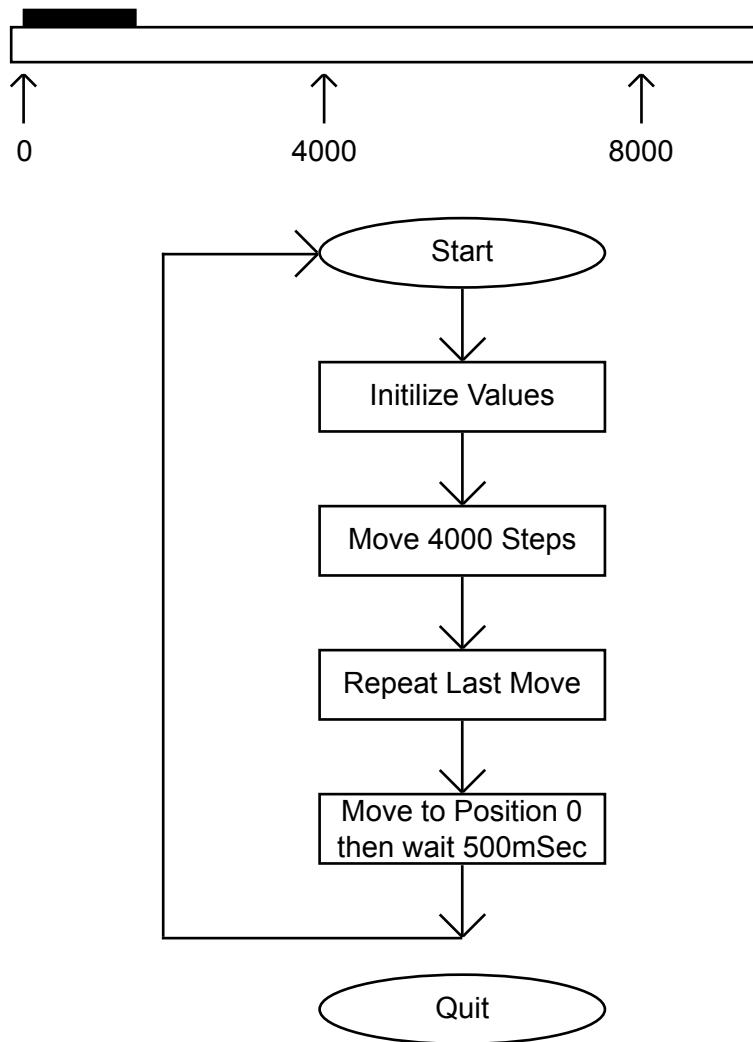 0
4000
8000
Start
Initilize Values
Move 4000 Steps
Repeat Last Move
Move to Position 0
then wait 500mSec
Quit